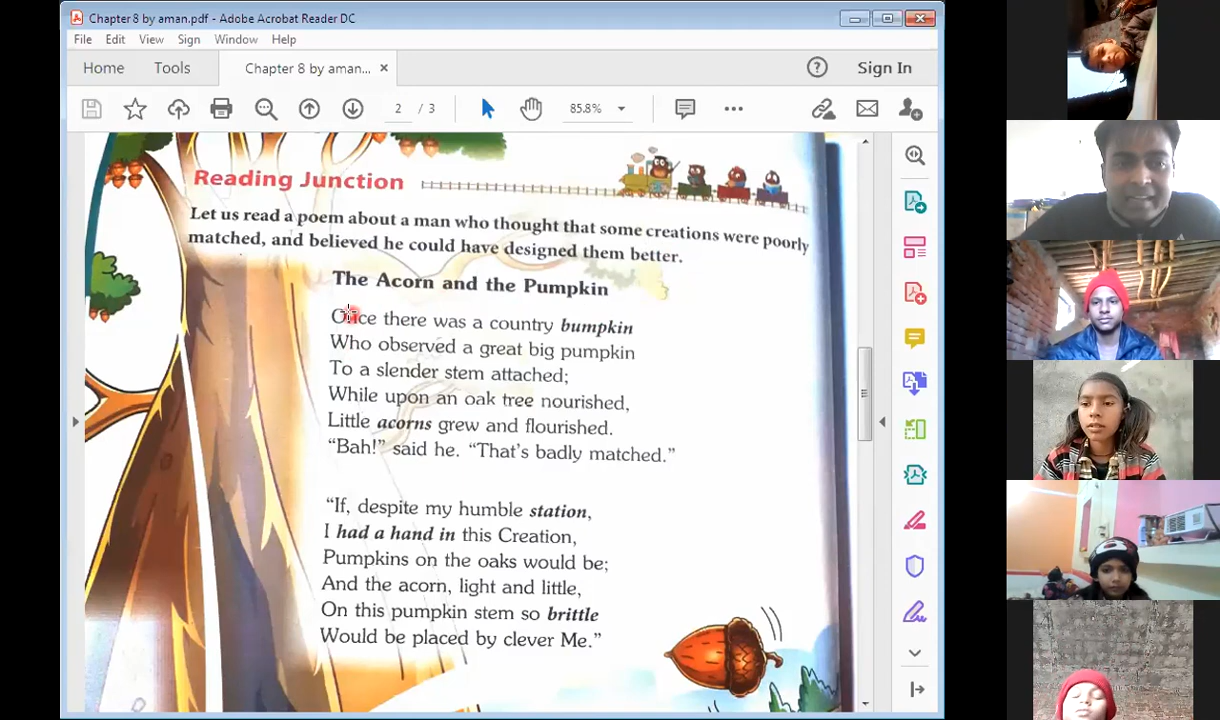 Chapter 8 by aman.pdf - Adobe Acrobat Reader DC
File Edit View Sign Window Help
Home Tools Chapter 8 by aman... × Sign In
2 / 3 85.8%
Reading Junction
Let us read a poem about a man who thought that some creations were poorly
matched, and believed he could have designed them better.
The Acorn and the Pumpkin
Once there was a country bumpkin
Who observed a great big pumpkin
To a slender stem attached;
While upon an oak tree nourished,
Little acorns grew and flourished.
“Bah!” said he. “That's badly matched.”
“If, despite my humble station,
I had a hand in this Creation,
Pumpkins on the oaks would be;
And the acorn, light and little,
On this pumpkin stem so brittle
Would be placed by clever Me.”